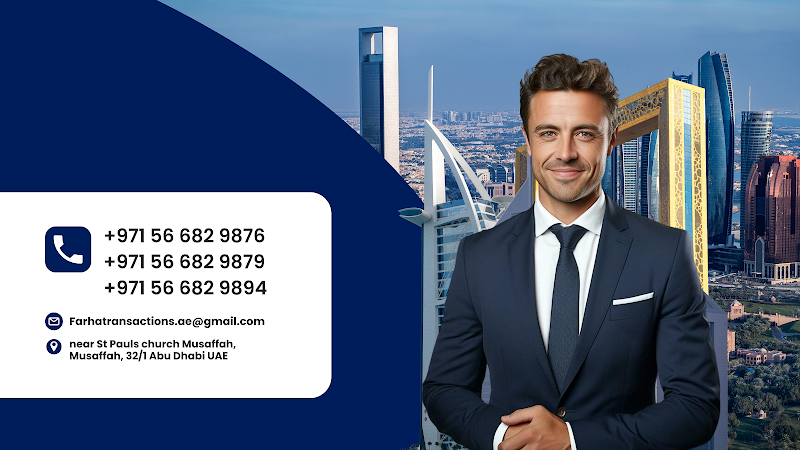 +971 56 682 9876
+971 56 682 9879
+971 56 682 9894
Farhatransactions.ae@gmail.com
near St Pauls church Musaffah,
Musaffah, 32/1 Abu Dhabi UAE